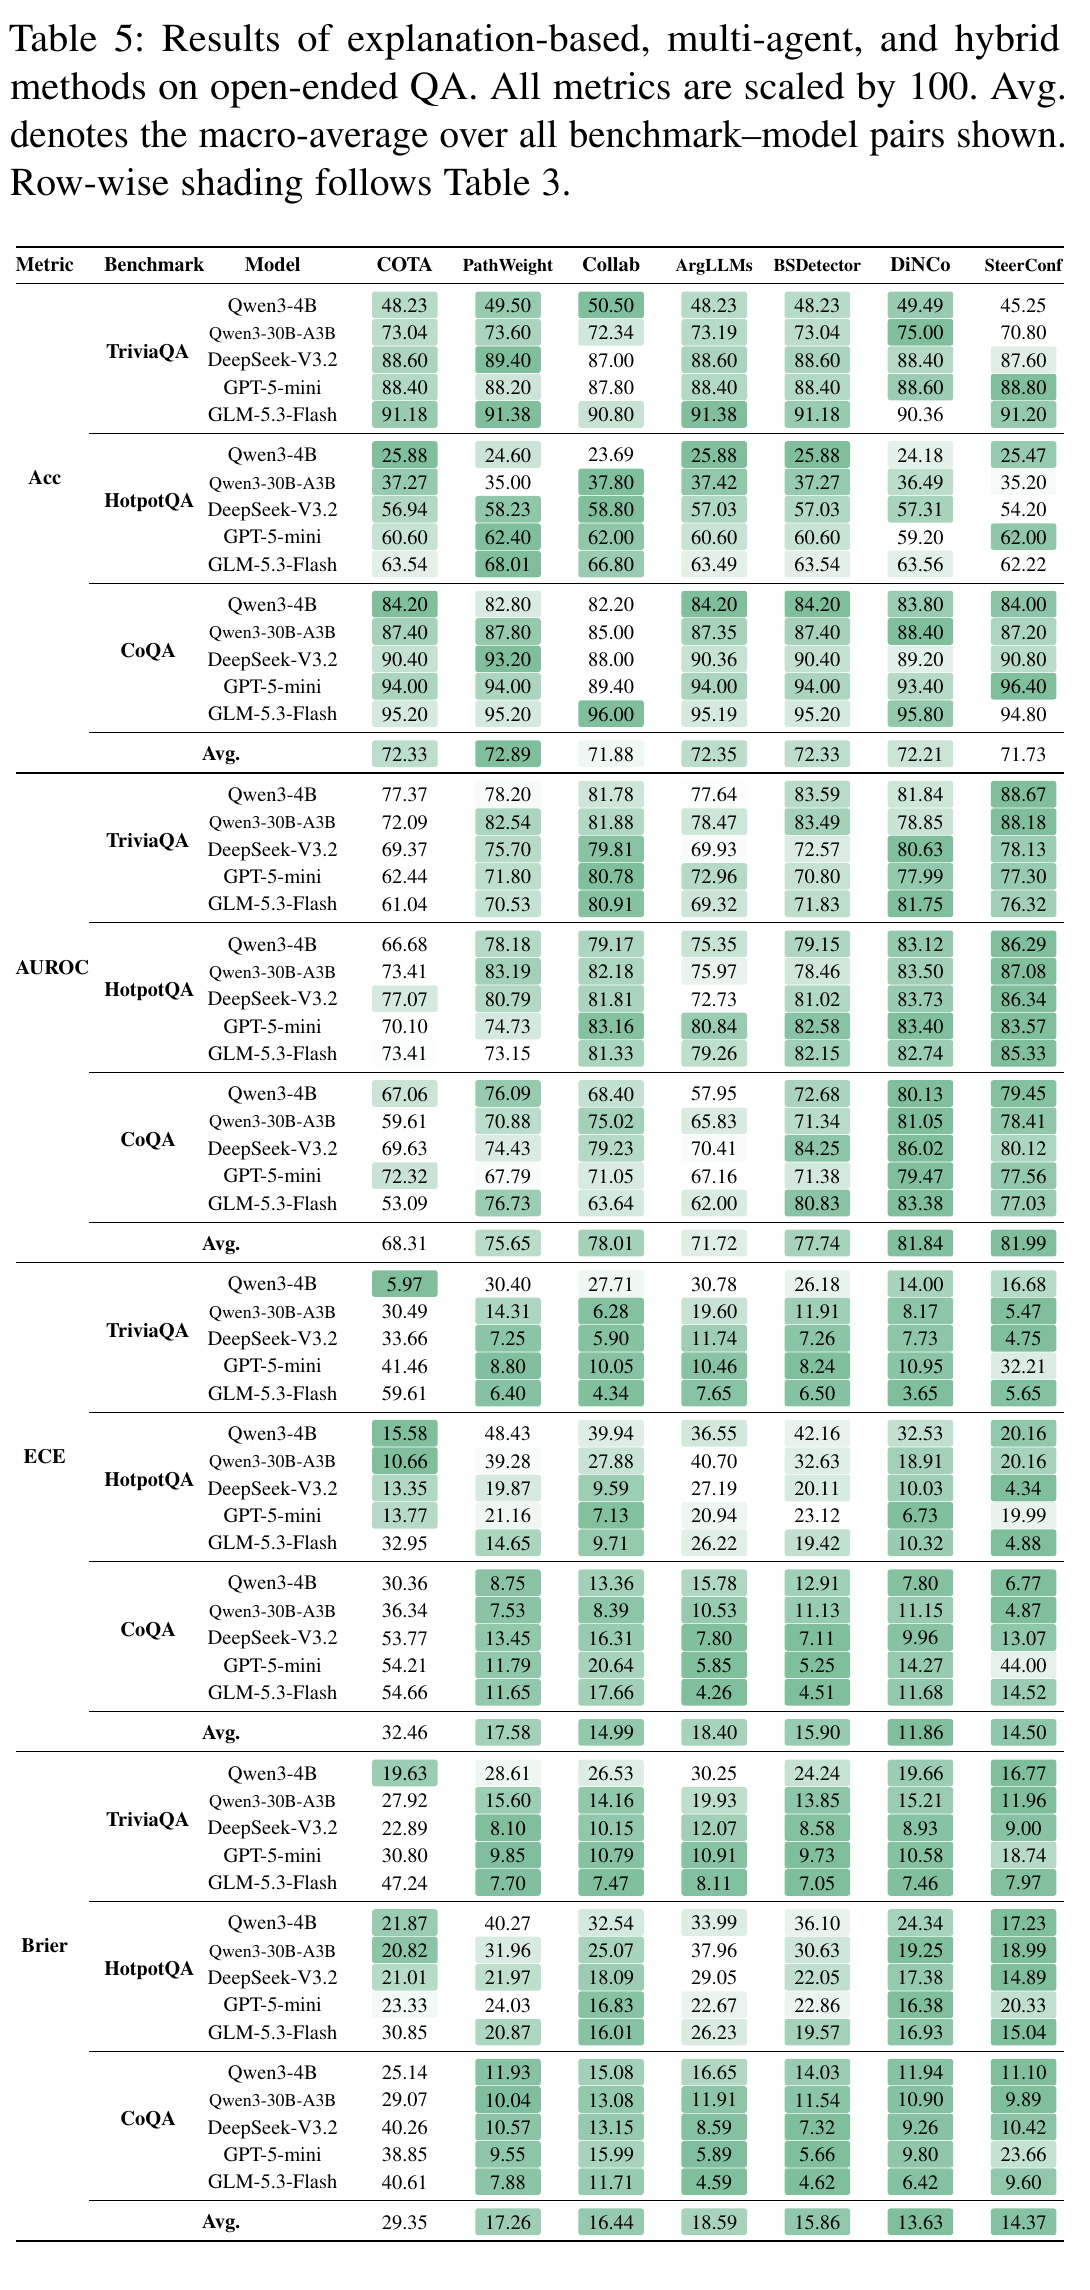 Table 5: Results of explanation-based, multi-agent, and hybrid
methods on open-ended QA. All metrics are scaled by 100. Avg.
denotes the macro-average over all benchmark–model pairs shown.
Row-wise shading follows Table 3.
Metric Benchmark Model COTA PathWeight Collab ArgLLMs BSDetector DiNCo SteerConf
Acc
TriviaQA
Qwen3-4B 48.23 49.50 50.50 48.23 48.23 49.49 45.25
Qwen3-30B-A3B 73.04 73.60 72.34 73.19 73.04 75.00 70.80
DeepSeek-V3.2 88.60 89.40 87.00 88.60 88.60 88.40 87.60
GPT-5-mini 88.40 88.20 87.80 88.40 88.40 88.60 88.80
GLM-5.3-Flash 91.18 91.38 90.80 91.38 91.18 90.36 91.20
HotpotQA
Qwen3-4B 25.88 24.60 23.69 25.88 25.88 24.18 25.47
Qwen3-30B-A3B 37.27 35.00 37.80 37.42 37.27 36.49 35.20
DeepSeek-V3.2 56.94 58.23 58.80 57.03 57.03 57.31 54.20
GPT-5-mini 60.60 62.40 62.00 60.60 60.60 59.20 62.00
GLM-5.3-Flash 63.54 68.01 66.80 63.49 63.54 63.56 62.22
CoQA
Qwen3-4B 84.20 82.80 82.20 84.20 84.20 83.80 84.00
Qwen3-30B-A3B 87.40 87.80 85.00 87.35 87.40 88.40 87.20
DeepSeek-V3.2 90.40 93.20 88.00 90.36 90.40 89.20 90.80
GPT-5-mini 94.00 94.00 89.40 94.00 94.00 93.40 96.40
GLM-5.3-Flash 95.20 95.20 96.00 95.19 95.20 95.80 94.80
Avg. 72.33 72.89 71.88 72.35 72.33 72.21 71.73
AUROC
TriviaQA
Qwen3-4B 77.37 78.20 81.78 77.64 83.59 81.84 88.67
Qwen3-30B-A3B 72.09 82.54 81.88 78.47 83.49 78.85 88.18
DeepSeek-V3.2 69.37 75.70 79.81 69.93 72.57 80.63 78.13
GPT-5-mini 62.44 71.80 80.78 72.96 70.80 77.99 77.30
GLM-5.3-Flash 61.04 70.53 80.91 69.32 71.83 81.75 76.32
HotpotQA
Qwen3-4B 66.68 78.18 79.17 75.35 79.15 83.12 86.29
Qwen3-30B-A3B 73.41 83.19 82.18 75.97 78.46 83.50 87.08
DeepSeek-V3.2 77.07 80.79 81.81 72.73 81.02 83.73 86.34
GPT-5-mini 70.10 74.73 83.16 80.84 82.58 83.40 83.57
GLM-5.3-Flash 73.41 73.15 81.33 79.26 82.15 82.74 85.33
CoQA
Qwen3-4B 67.06 76.09 68.40 57.95 72.68 80.13 79.45
Qwen3-30B-A3B 59.61 70.88 75.02 65.83 71.34 81.05 78.41
DeepSeek-V3.2 69.63 74.43 79.23 70.41 84.25 86.02 80.12
GPT-5-mini 72.32 67.79 71.05 67.16 71.38 79.47 77.56
GLM-5.3-Flash 53.09 76.73 63.64 62.00 80.83 83.38 77.03
Avg. 68.31 75.65 78.01 71.72 77.74 81.84 81.99
ECE
TriviaQA
Qwen3-4B 5.97 30.40 27.71 30.78 26.18 14.00 16.68
Qwen3-30B-A3B 30.49 14.31 6.28 19.60 11.91 8.17 5.47
DeepSeek-V3.2 33.66 7.25 5.90 11.74 7.26 7.73 4.75
GPT-5-mini 41.46 8.80 10.05 10.46 8.24 10.95 32.21
GLM-5.3-Flash 59.61 6.40 4.34 7.65 6.50 3.65 5.65
HotpotQA
Qwen3-4B 15.58 48.43 39.94 36.55 42.16 32.53 20.16
Qwen3-30B-A3B 10.66 39.28 27.88 40.70 32.63 18.91 20.16
DeepSeek-V3.2 13.35 19.87 9.59 27.19 20.11 10.03 4.34
GPT-5-mini 13.77 21.16 7.13 20.94 23.12 6.73 19.99
GLM-5.3-Flash 32.95 14.65 9.71 26.22 19.42 10.32 4.88
CoQA
Qwen3-4B 30.36 8.75 13.36 15.78 12.91 7.80 6.77
Qwen3-30B-A3B 36.34 7.53 8.39 10.53 11.13 11.15 4.87
DeepSeek-V3.2 53.77 13.45 16.31 7.80 7.11 9.96 13.07
GPT-5-mini 54.21 11.79 20.64 5.85 5.25 14.27 44.00
GLM-5.3-Flash 54.66 11.65 17.66 4.26 4.51 11.68 14.52
Avg. 32.46 17.58 14.99 18.40 15.90 11.86 14.50
Brier
TriviaQA
Qwen3-4B 19.63 28.61 26.53 30.25 24.24 19.66 16.77
Qwen3-30B-A3B 27.92 15.60 14.16 19.93 13.85 15.21 11.96
DeepSeek-V3.2 22.89 8.10 10.15 12.07 8.58 8.93 9.00
GPT-5-mini 30.80 9.85 10.79 10.91 9.73 10.58 18.74
GLM-5.3-Flash 47.24 7.70 7.47 8.11 7.05 7.46 7.97
HotpotQA
Qwen3-4B 21.87 40.27 32.54 33.99 36.10 24.34 17.23
Qwen3-30B-A3B 20.82 31.96 25.07 37.96 30.63 19.25 18.99
DeepSeek-V3.2 21.01 21.97 18.09 29.05 22.05 17.38 14.89
GPT-5-mini 23.33 24.03 16.83 22.67 22.86 16.38 20.33
GLM-5.3-Flash 30.85 20.87 16.01 26.23 19.57 16.93 15.04
CoQA
Qwen3-4B 25.14 11.93 15.08 16.65 14.03 11.94 11.10
Qwen3-30B-A3B 29.07 10.04 13.08 11.91 11.54 10.90 9.89
DeepSeek-V3.2 40.26 10.57 13.15 8.59 7.32 9.26 10.42
GPT-5-mini 38.85 9.55 15.99 5.89 5.66 9.80 23.66
GLM-5.3-Flash 40.61 7.88 11.71 4.59 4.62 6.42 9.60
Avg. 29.35 17.26 16.44 18.59 15.86 13.63 14.37